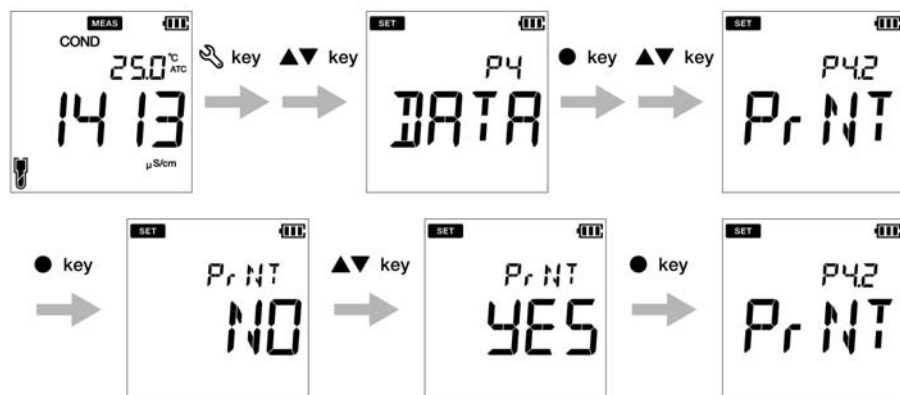 MEAS
COND
25.0 °C
ATC
1413
µS/cm
key
▲▼ key
SET
P4
DATA
● key
▲▼ key
SET
P4.2
PrNT
● key
SET
PrNT
NO
▲▼ key
SET
PrNT
YES
● key
SET
P4.2
PrNT